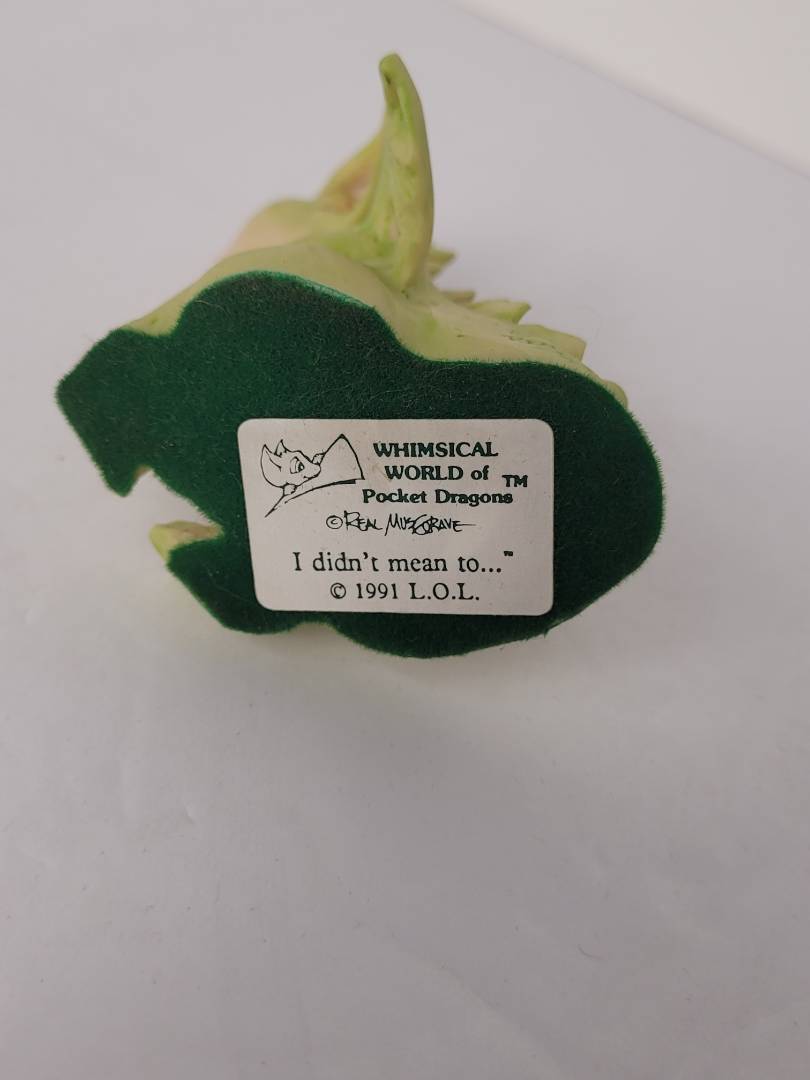 WHIMSICAL
WORLD of ™
Pocket Dragons
© REAL MUSGRAVE
I didn't mean to...™
© 1991 L.O.L.